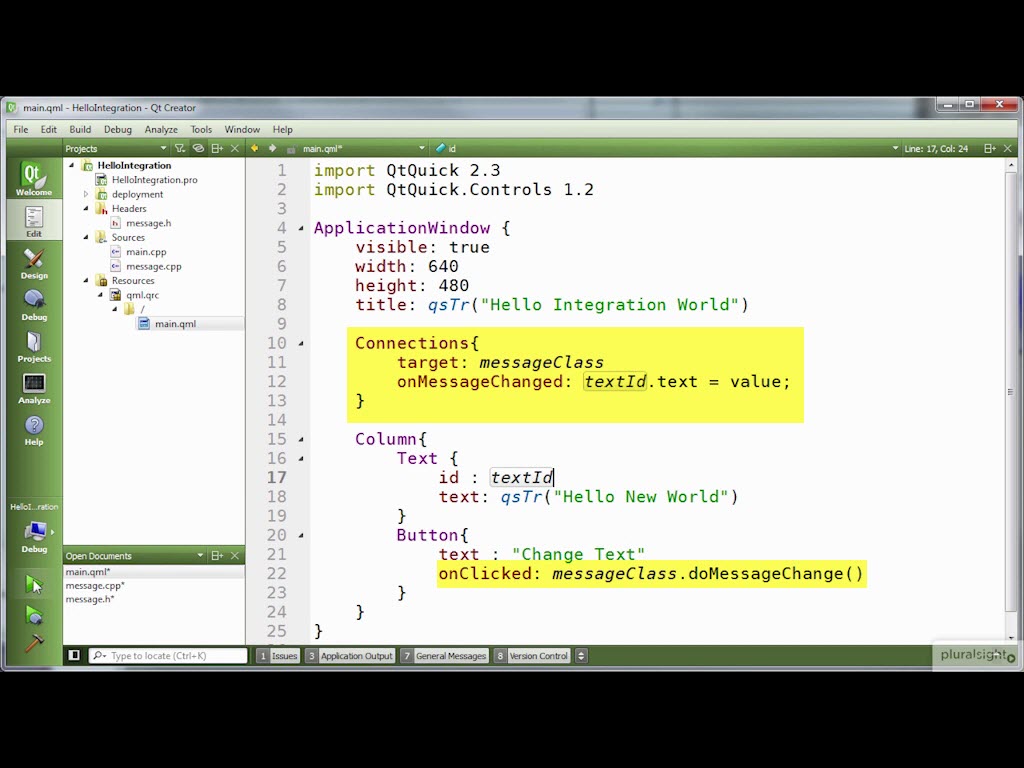 main.qml - HelloIntegration - Qt Creator
File Edit Build Debug Analyze Tools Window Help
Projects main.qml* id Line: 17, Col: 24
Welcome
Edit
Design
Debug
Projects
Analyze
Help
HelloI...ration
Debug
HelloIntegration
HelloIntegration.pro
deployment
Headers
message.h
Sources
main.cpp
message.cpp
Resources
qml.qrc
/
main.qml
Open Documents
main.qml*
message.cpp*
message.h*
1 import QtQuick 2.3
2 import QtQuick.Controls 1.2
3
4 ApplicationWindow {
5 visible: true
6 width: 640
7 height: 480
8 title: qsTr("Hello Integration World")
9
10 Connections{
11 target: messageClass
12 onMessageChanged: textId.text = value;
13 }
14
15 Column{
16 Text {
17 id : textId
18 text: qsTr("Hello New World")
19 }
20 Button{
21 text : "Change Text"
22 onClicked: messageClass.doMessageChange()
23 }
24 }
25 }
Type to locate (Ctrl+K) 1 Issues 3 Application Output 7 General Messages 8 Version Control
pluralsight